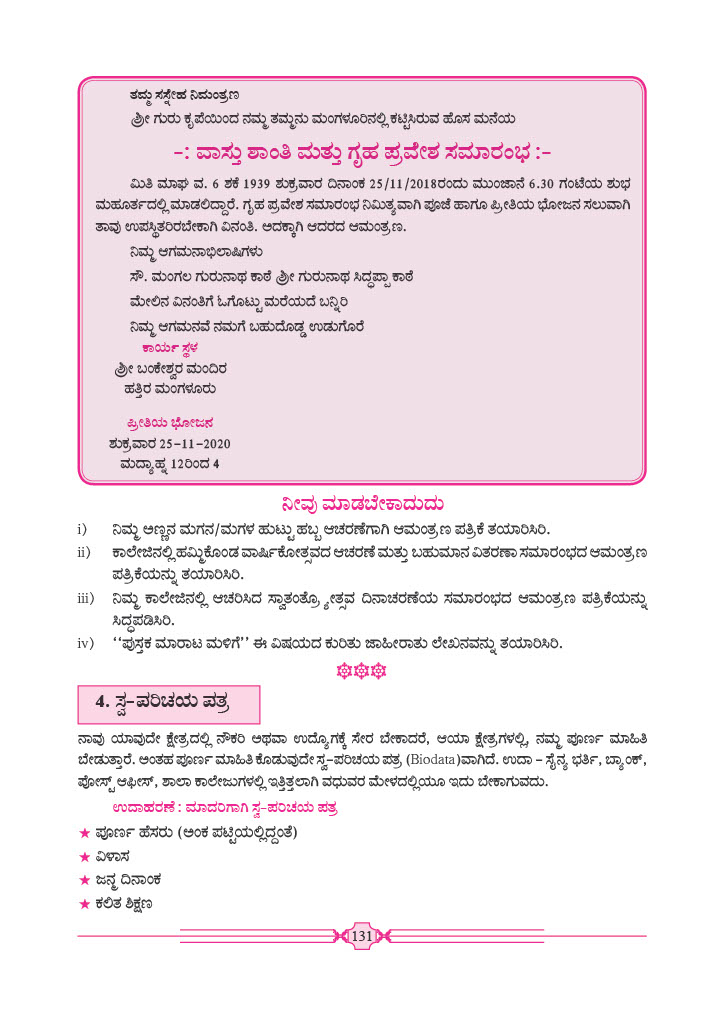 ತಮ್ಮ ಸಸ್ನೇಹ ನಿಮಂತ್ರಣ
ಶ್ರೀ ಗುರು ಕೃಪೆಯಿಂದ ನಮ್ಮ ತಮ್ಮನು ಮಂಗಳೂರಿನಲ್ಲಿ ಕಟ್ಟಿಸಿರುವ ಹೊಸ ಮನೆಯ
-: ವಾಸ್ತು ಶಾಂತಿ ಮತ್ತು ಗೃಹ ಪ್ರವೇಶ ಸಮಾರಂಭ :-
ಮಿತಿ ಮಾಘ ವ. 6 ಶಕೆ 1939 ಶುಕ್ರವಾರ ದಿನಾಂಕ 25/11/2018ರಂದು ಮುಂಜಾನೆ 6.30 ಗಂಟೆಯ ಶುಭ
ಮಹೂರ್ತದಲ್ಲಿ ಮಾಡಲಿದ್ದಾರೆ. ಗೃಹ ಪ್ರವೇಶ ಸಮಾರಂಭ ನಿಮಿತ್ಯವಾಗಿ ಪೂಜೆ ಹಾಗೂ ಪ್ರೀತಿಯ ಭೋಜನ ಸಲುವಾಗಿ
ತಾವು ಉಪಸ್ಥಿತರಿರಬೇಕಾಗಿ ವಿನಂತಿ. ಅದಕ್ಕಾಗಿ ಆದರದ ಆಮಂತ್ರಣ.
ನಿಮ್ಮ ಆಗಮನಾಭಿಲಾಷಿಗಳು
ಸೌ. ಮಂಗಲ ಗುರುನಾಥ ಕಾಠೆ ಶ್ರೀ ಗುರುನಾಥ ಸಿದ್ಧಪ್ಪಾ ಕಾಠೆ
ಮೇಲಿನ ವಿನಂತಿಗೆ ಓಗೊಟ್ಟು ಮರೆಯದೆ ಬನ್ನಿರಿ
ನಿಮ್ಮ ಆಗಮನವೆ ನಮಗೆ ಬಹುದೊಡ್ಡ ಉಡುಗೊರೆ
ಕಾರ್ಯ ಸ್ಥಳ
ಶ್ರೀ ಬಂಕೇಶ್ವರ ಮಂದಿರ
ಹತ್ತಿರ ಮಂಗಳೂರು
ಪ್ರೀತಿಯ ಭೋಜನ
ಶುಕ್ರವಾರ 25-11-2020
ಮದ್ಯಾಹ್ನ 12ರಿಂದ 4
ನೀವು ಮಾಡಬೇಕಾದುದು
i) ನಿಮ್ಮ ಅಣ್ಣನ ಮಗನ/ಮಗಳ ಹುಟ್ಟು ಹಬ್ಬ ಆಚರಣೆಗಾಗಿ ಆಮಂತ್ರಣ ಪತ್ರಿಕೆ ತಯಾರಿಸಿರಿ.
ii) ಕಾಲೇಜಿನಲ್ಲಿ ಹಮ್ಮಿಕೊಂಡ ವಾರ್ಷಿಕೋತ್ಸವದ ಆಚರಣೆ ಮತ್ತು ಬಹುಮಾನ ವಿತರಣಾ ಸಮಾರಂಭದ ಆಮಂತ್ರಣ
ಪತ್ರಿಕೆಯನ್ನು ತಯಾರಿಸಿರಿ.
iii) ನಿಮ್ಮ ಕಾಲೇಜಿನಲ್ಲಿ ಆಚರಿಸಿದ ಸ್ವಾತಂತ್ರ್ಯೋತ್ಸವ ದಿನಾಚರಣೆಯ ಸಮಾರಂಭದ ಆಮಂತ್ರಣ ಪತ್ರಿಕೆಯನ್ನು
ಸಿದ್ಧಪಡಿಸಿರಿ.
iv) ‘‘ಪುಸ್ತಕ ಮಾರಾಟ ಮಳಿಗೆ’’ ಈ ವಿಷಯದ ಕುರಿತು ಜಾಹೀರಾತು ಲೇಖನವನ್ನು ತಯಾರಿಸಿರಿ.
4. ಸ್ವ-ಪರಿಚಯ ಪತ್ರ
ನಾವು ಯಾವುದೇ ಕ್ಷೇತ್ರದಲ್ಲಿ ನೌಕರಿ ಅಥವಾ ಉದ್ಯೋಗಕ್ಕೆ ಸೇರ ಬೇಕಾದರೆ, ಆಯಾ ಕ್ಷೇತ್ರಗಳಲ್ಲಿ, ನಮ್ಮ ಪೂರ್ಣ ಮಾಹಿತಿ
ಬೇಡುತ್ತಾರೆ. ಅಂತಹ ಪೂರ್ಣ ಮಾಹಿತಿ ಕೊಡುವುದೇ ಸ್ವ-ಪರಿಚಯ ಪತ್ರ (Biodata)ವಾಗಿದೆ. ಉದಾ - ಸೈನ್ಯ ಭರ್ತಿ, ಬ್ಯಾಂಕ್,
ಪೋಸ್ಟ್ ಆಫೀಸ್, ಶಾಲಾ ಕಾಲೇಜುಗಳಲ್ಲಿ ಇತ್ತಿತ್ತಲಾಗಿ ವಧುವರ ಮೇಳದಲ್ಲಿಯೂ ಇದು ಬೇಕಾಗುವದು.
ಉದಾಹರಣೆ : ಮಾದರಿಗಾಗಿ ಸ್ವ-ಪರಿಚಯ ಪತ್ರ
★ ಪೂರ್ಣ ಹೆಸರು (ಅಂಕ ಪಟ್ಟಿಯಲ್ಲಿದ್ದಂತೆ)
★ ವಿಳಾಸ
★ ಜನ್ಮ ದಿನಾಂಕ
★ ಕಲಿತ ಶಿಕ್ಷಣ
131